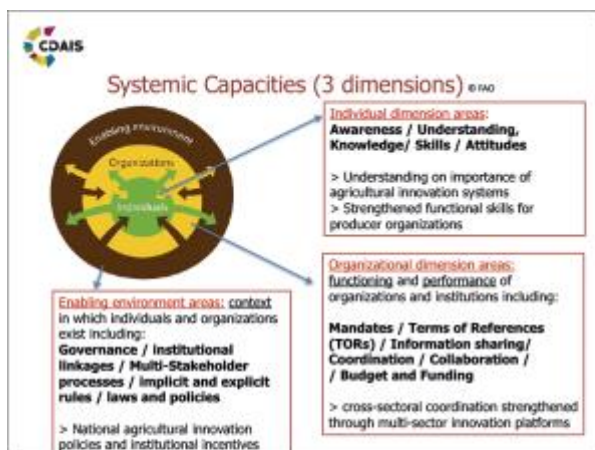 CDAIS
Systemic Capacities (3 dimensions) © FAO
Enabling environment
Organizations
Individuals
Individual dimension areas:
Awareness / Understanding,
Knowledge/ Skills / Attitudes
> Understanding on importance of
agricultural innovation systems
> Strengthened functional skills for
producer organizations
Organizational dimension areas:
functioning and performance of
organizations and institutions including:
Mandates / Terms of References
(TORs) / Information sharing/
Coordination / Collaboration /
/ Budget and Funding
> cross-sectoral coordination strengthened
through multi-sector innovation platforms
Enabling environment areas: context
in which individuals and organizations
exist including:
Governance / institutional
linkages / Multi-Stakeholder
processes / implicit and explicit
rules / laws and policies
> National agricultural innovation
policies and institutional incentives